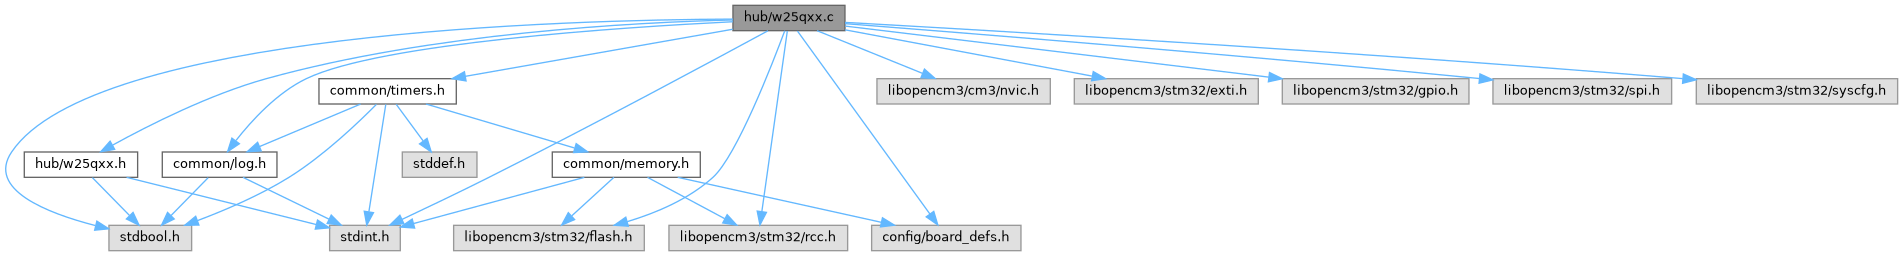 hub/w25qxx.c
common/timers.h
libopencm3/cm3/nvic.h
libopencm3/stm32/exti.h
libopencm3/stm32/gpio.h
libopencm3/stm32/spi.h
libopencm3/stm32/syscfg.h
hub/w25qxx.h
common/log.h
stddef.h
common/memory.h
stdbool.h
stdint.h
libopencm3/stm32/flash.h
libopencm3/stm32/rcc.h
config/board_defs.h